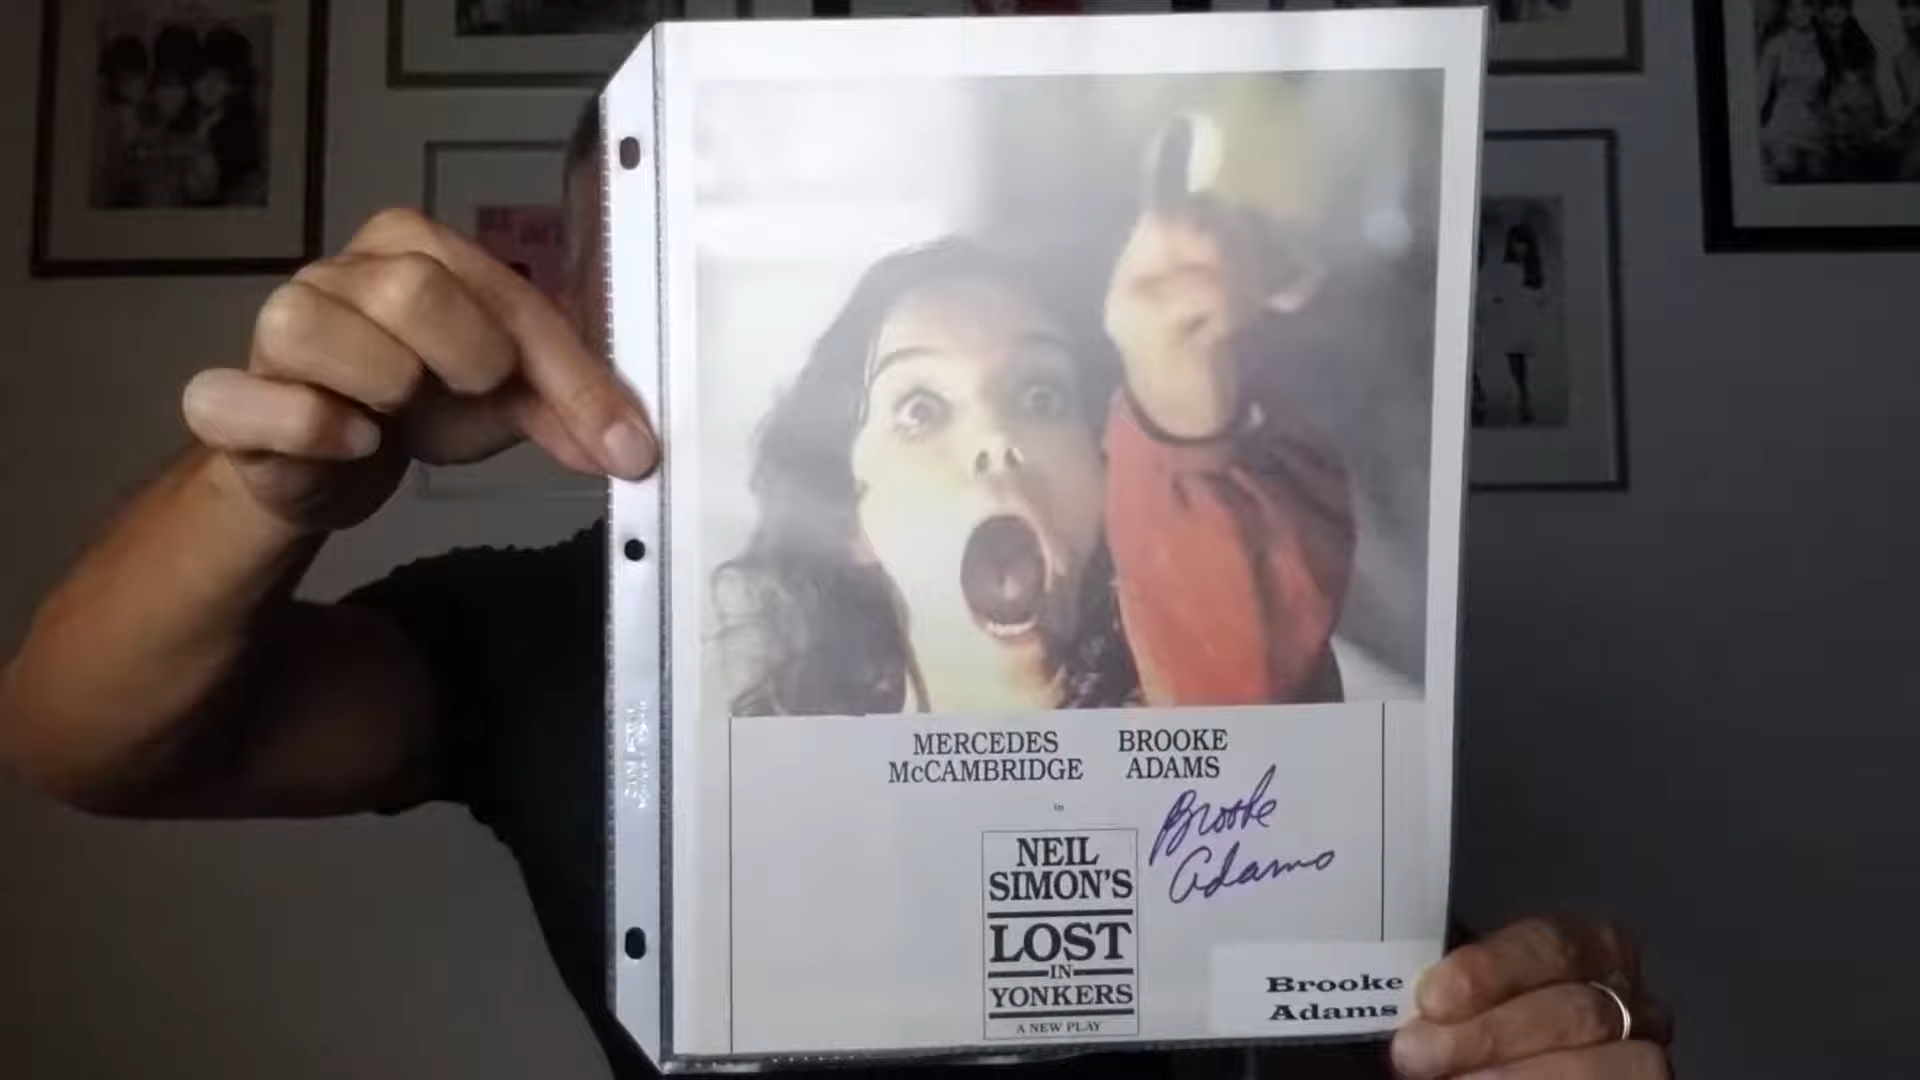 MERCEDES BROOKE
McCAMBRIDGE ADAMS
in
Brooke
Adams
NEIL
SIMON'S
LOST
IN
YONKERS
A NEW PLAY
Brooke
Adams